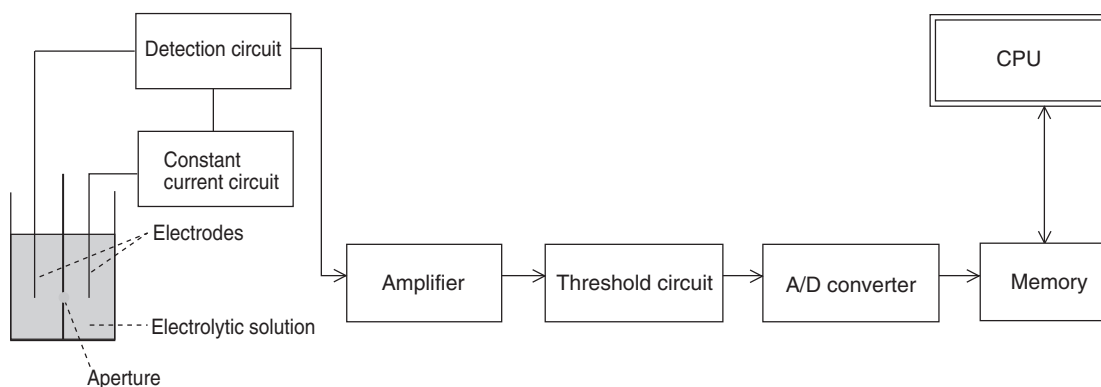 Detection circuit
CPU
Constant
current circuit
Electrodes
Amplifier
Threshold circuit
A/D converter
Memory
Electrolytic solution
Aperture